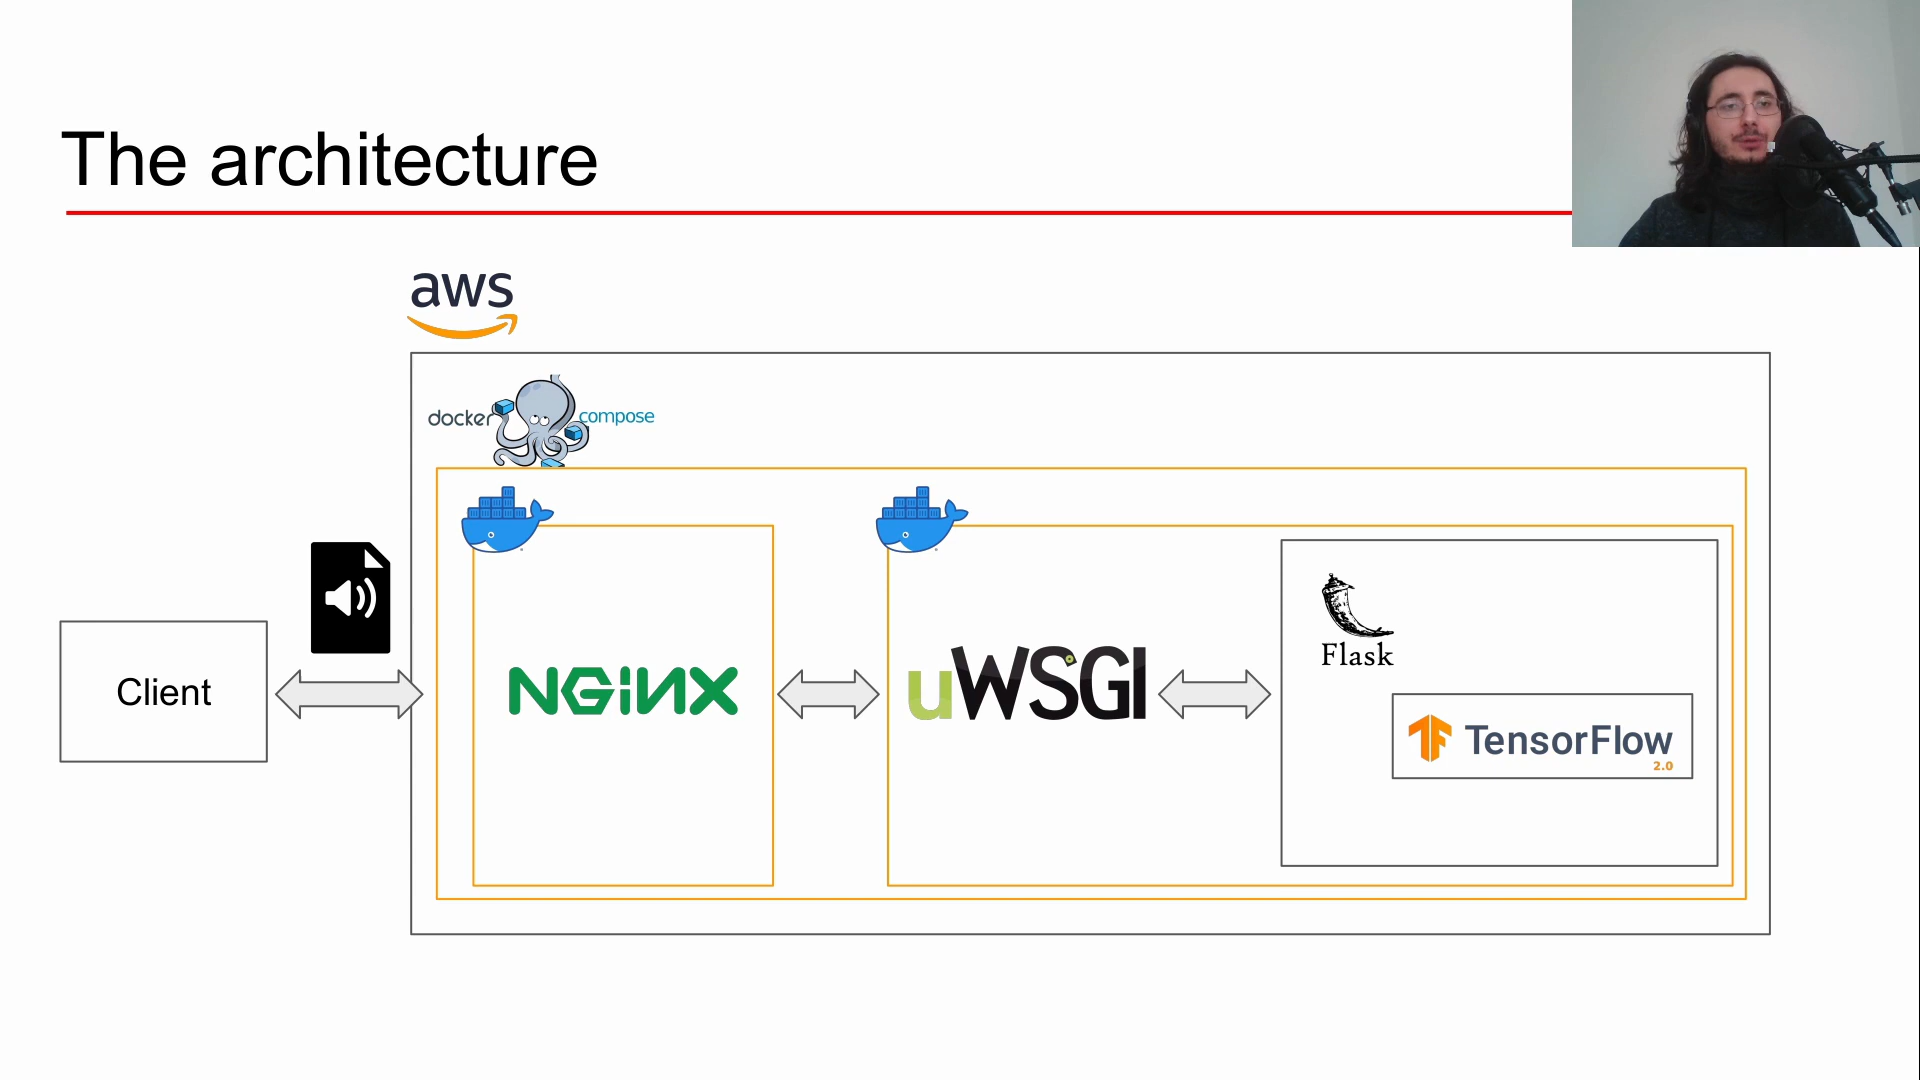 The architecture
aws
docker compose
Client
NGINX
uWSGI
Flask
TensorFlow
2.0